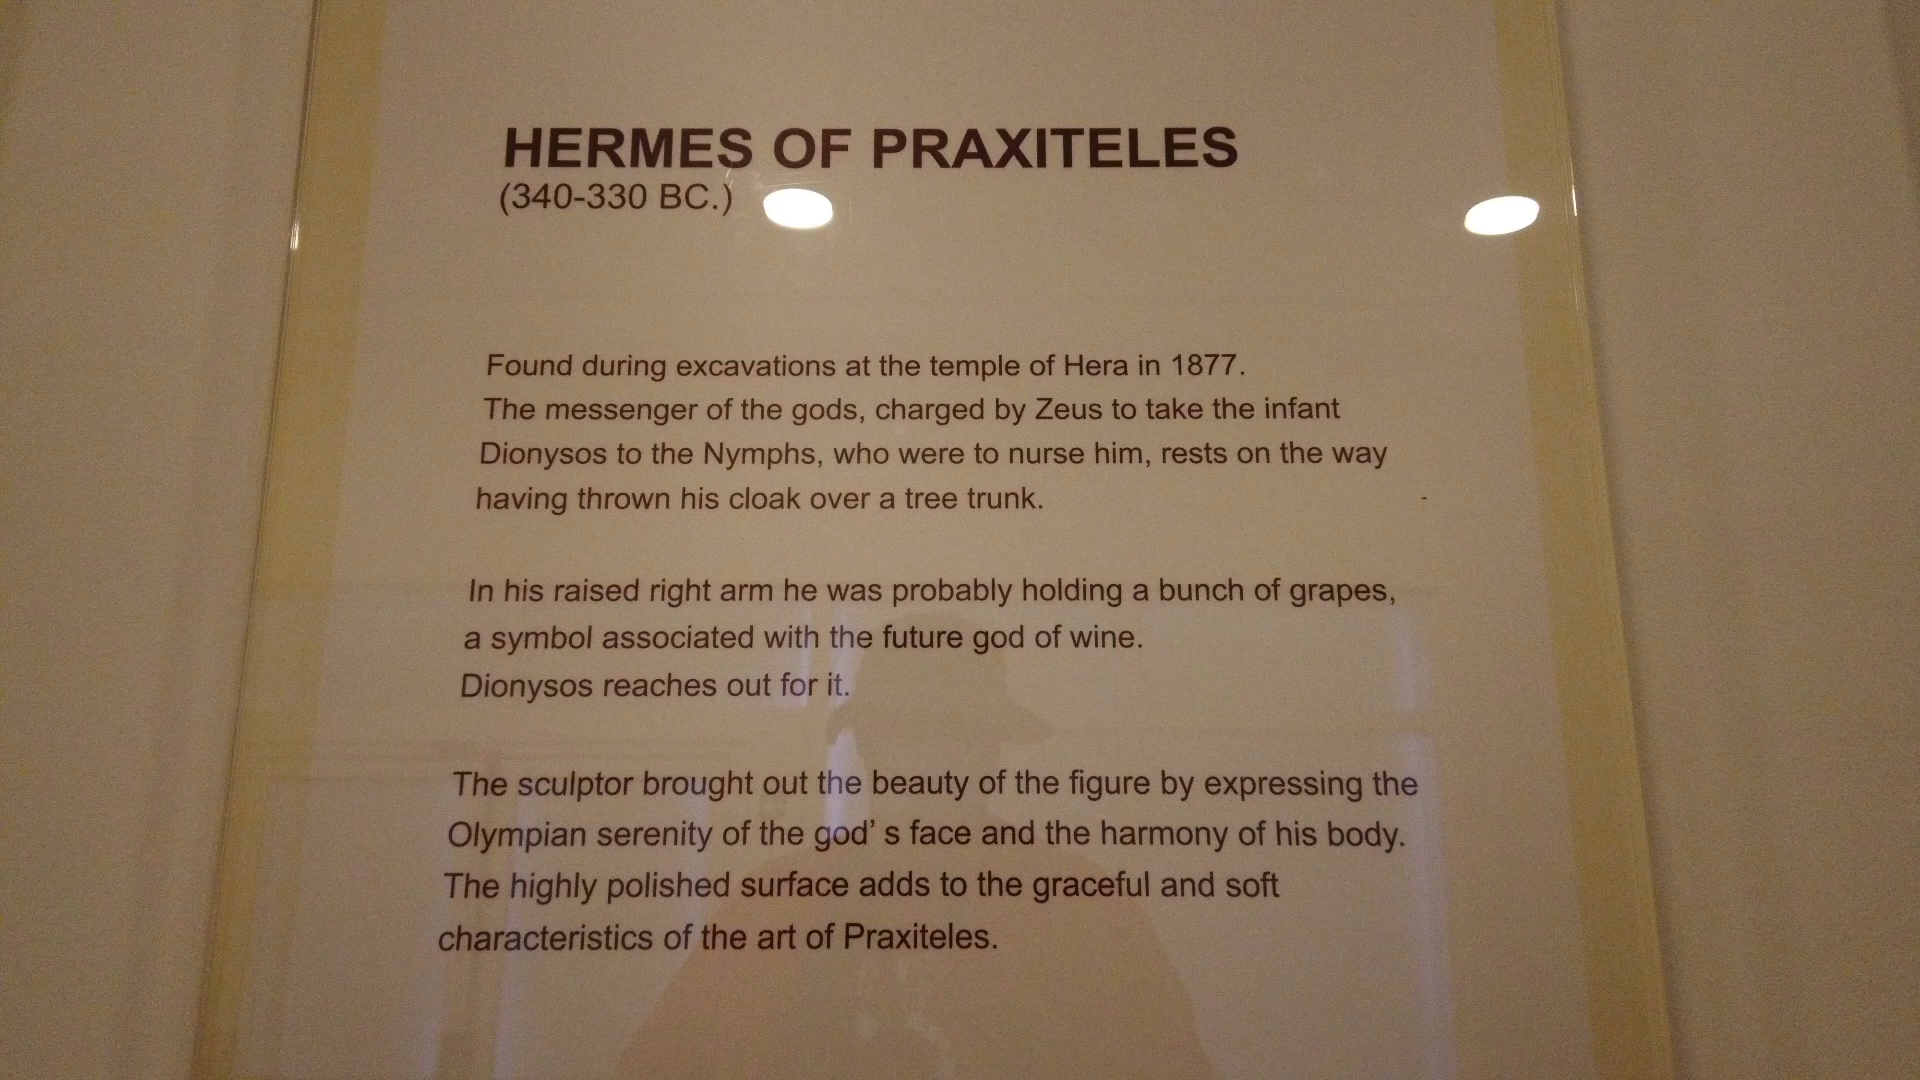 HERMES OF PRAXITELES
(340-330 BC.)
Found during excavations at the temple of Hera in 1877.
The messenger of the gods, charged by Zeus to take the infant
Dionysos to the Nymphs, who were to nurse him, rests on the way
having thrown his cloak over a tree trunk.
In his raised right arm he was probably holding a bunch of grapes,
a symbol associated with the future god of wine.
Dionysos reaches out for it.
The sculptor brought out the beauty of the figure by expressing the
Olympian serenity of the god’ s face and the harmony of his body.
The highly polished surface adds to the graceful and soft
characteristics of the art of Praxiteles.